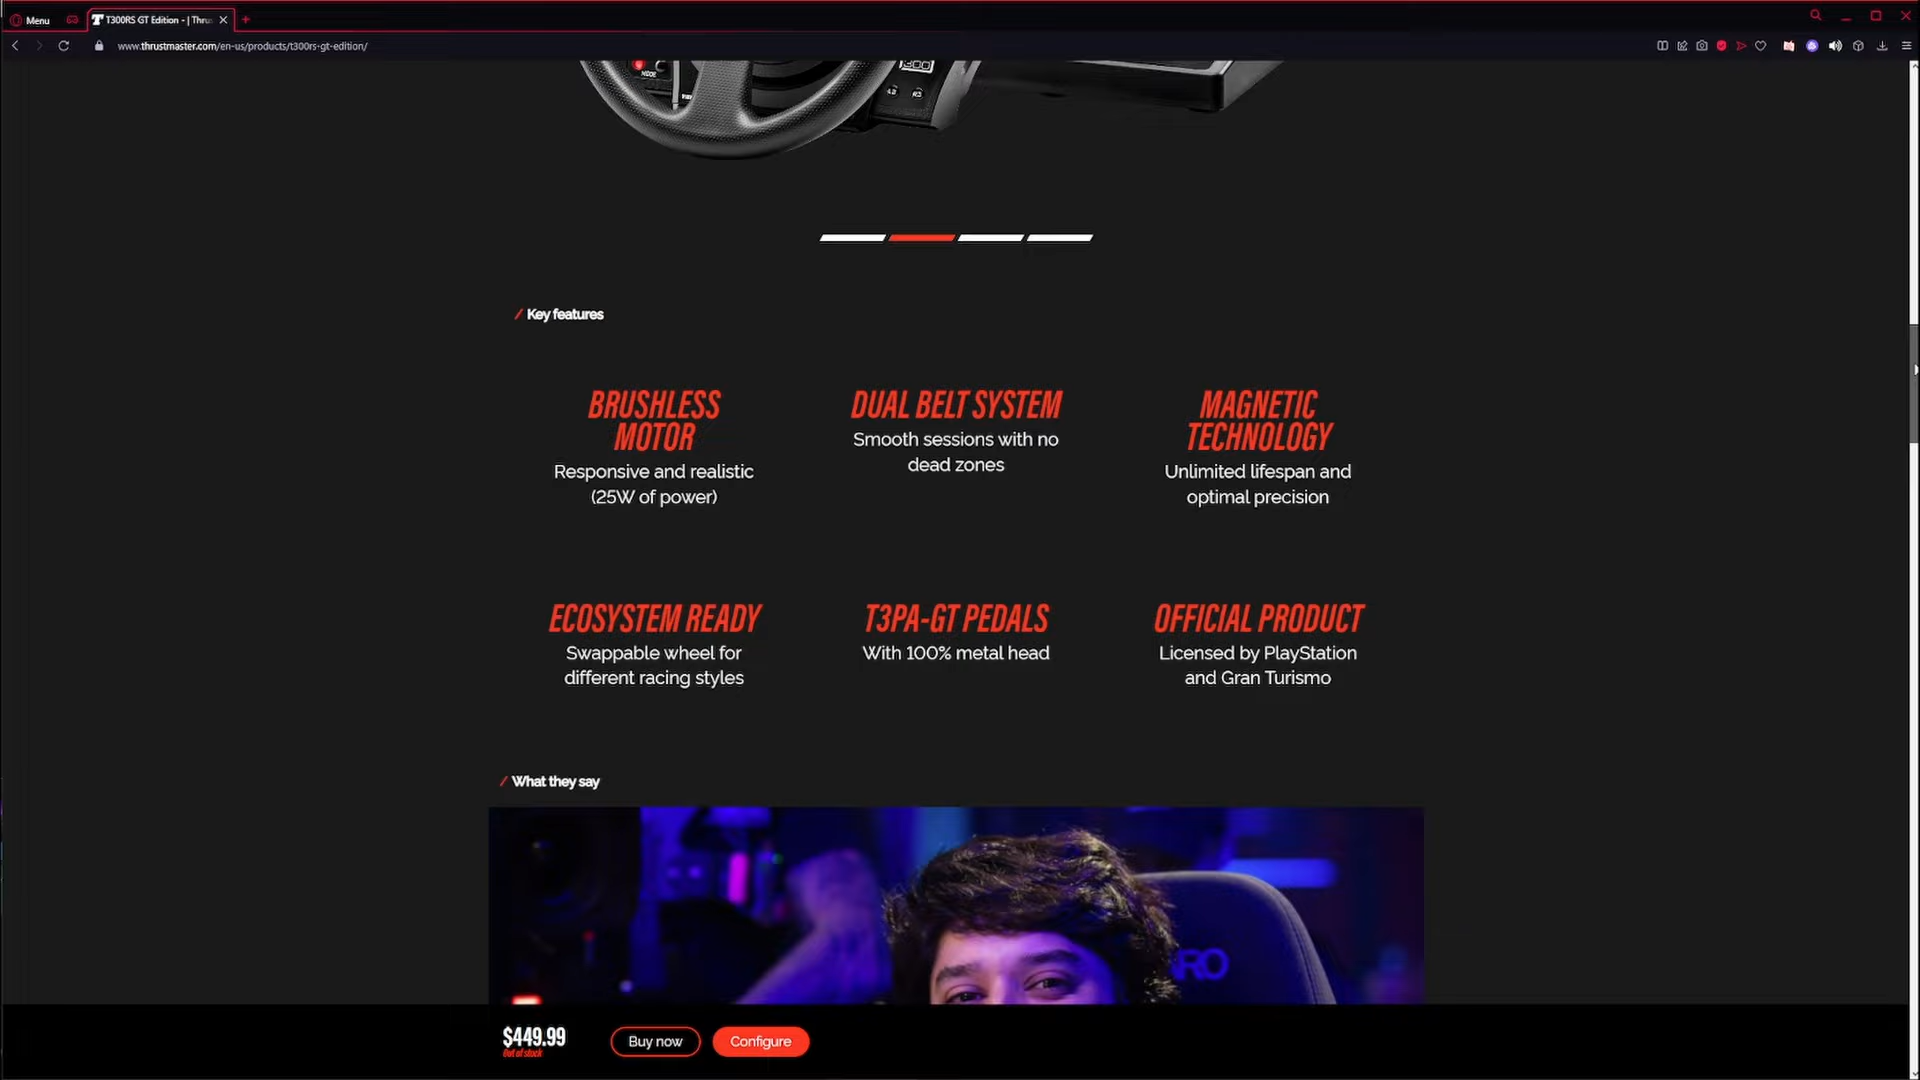 Menu
T300RS GT Edition - | Thrus
www.thrustmaster.com/en-us/products/t300rs-gt-edition/
MODE
R3
Key features
BRUSHLESS
MOTOR
Responsive and realistic
(25W of power)
DUAL BELT SYSTEM
Smooth sessions with no
dead zones
MAGNETIC
TECHNOLOGY
Unlimited lifespan and
optimal precision
ECOSYSTEM READY
Swappable wheel for
different racing styles
T3PA-GT PEDALS
With 100% metal head
OFFICIAL PRODUCT
Licensed by PlayStation
and Gran Turismo
What they say
$449.99
Out of stock
Buy now
Configure